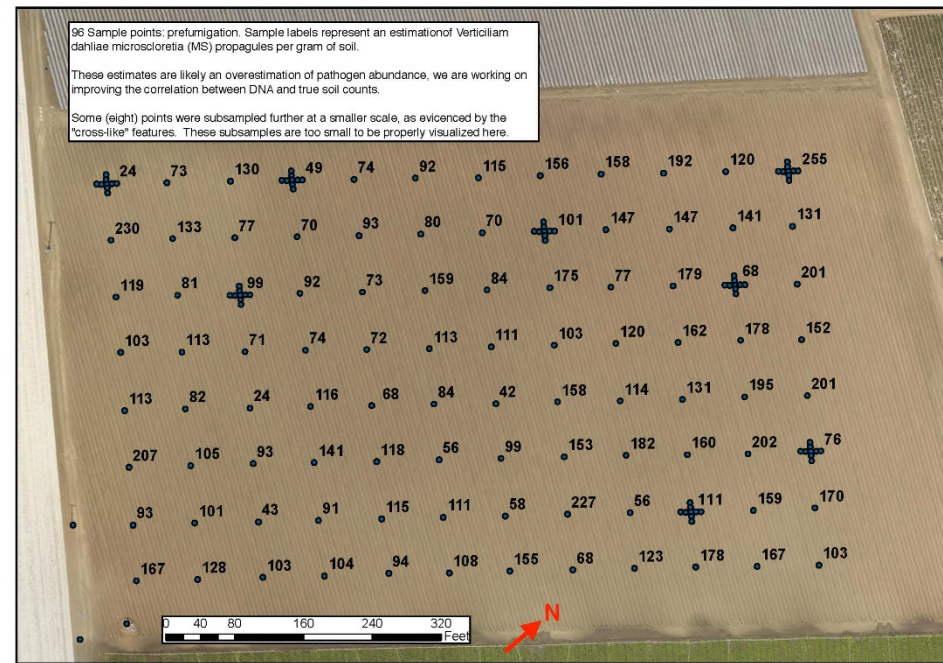 96 Sample points: prefumigation. Sample labels represent an estimationof Verticiliam
dahliae microscloretia (MS) propagules per gram of soil.
These estimates are likely an overestimation of pathogen abundance, we are working on
improving the correlation between DNA and true soil counts.
Some (eight) points were subsampled further at a smaller scale, as evicenced by the
"cross-like" features. These subsamples are too small to be properly visualized here.
24 73 130 49 74 92 115 156 158 192 120 255
230 133 77 70 93 80 70 101 147 147 141 131
119 81 99 92 73 159 84 175 77 179 68 201
103 113 71 74 72 113 111 103 120 162 178 152
113 82 24 116 68 84 42 158 114 131 195 201
207 105 93 141 118 56 99 153 182 160 202 76
93 101 43 91 115 111 58 227 56 111 159 170
167 128 103 104 94 108 155 68 123 178 167 103
0 40 80 160 240 320
Feet
N